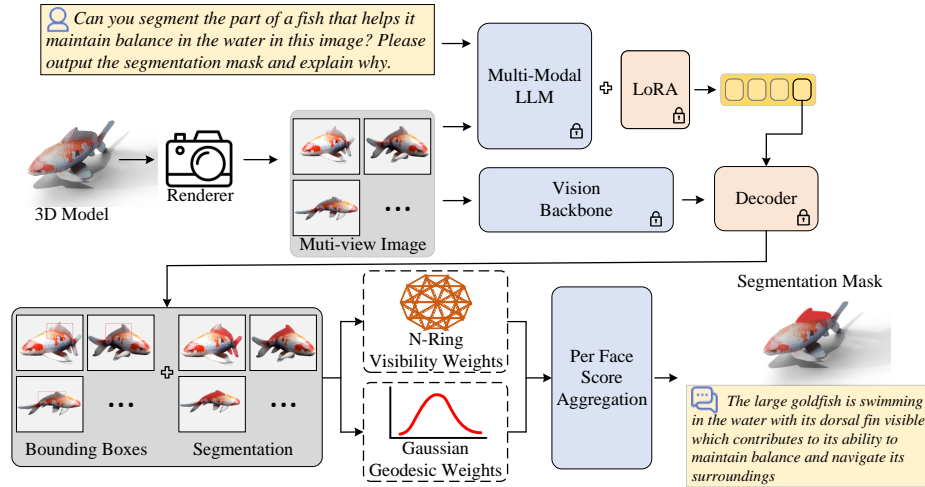 Can you segment the part of a fish that helps it
maintain balance in the water in this image? Please
output the segmentation mask and explain why.
Multi-Modal
LLM
LoRA
3D Model
Renderer
Muti-view Image
Vision
Backbone
Decoder
Bounding Boxes
Segmentation
N-Ring
Visibility Weights
Gaussian
Geodesic Weights
Per Face
Score
Aggregation
Segmentation Mask
The large goldfish is swimming
in the water with its dorsal fin visible
which contributes to its ability to
maintain balance and navigate its
surroundings